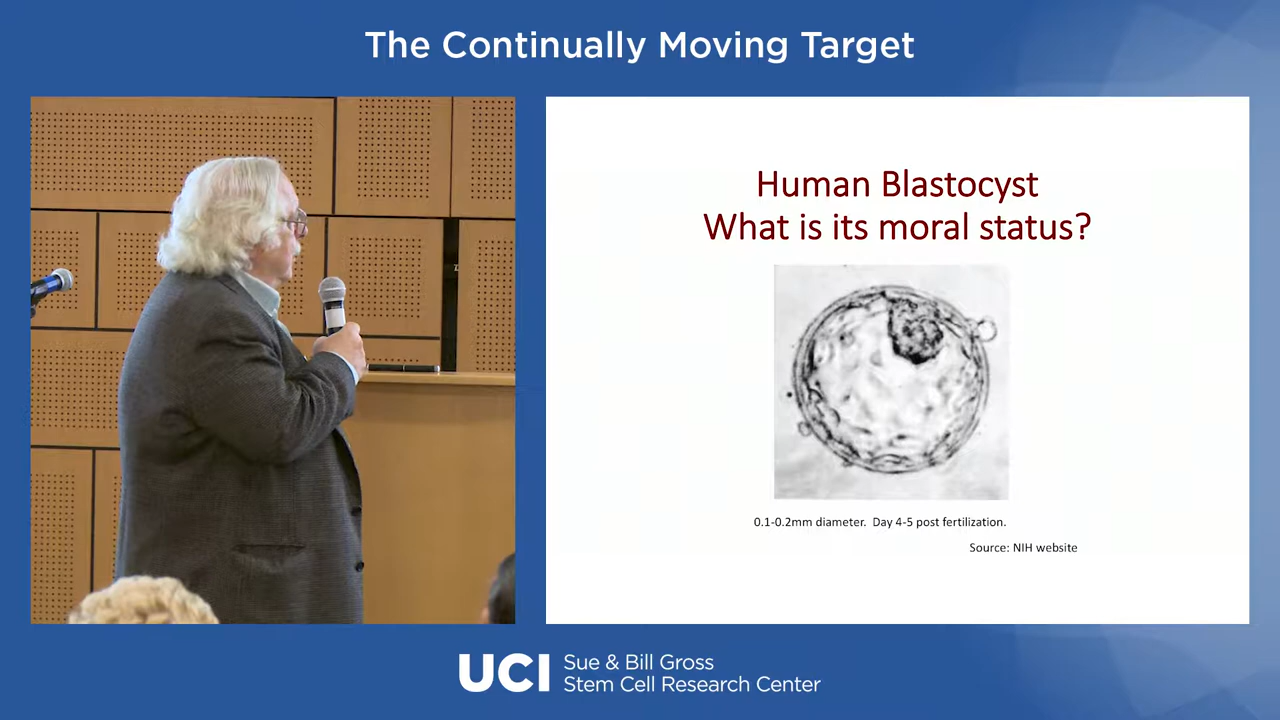 The Continually Moving Target
Human Blastocyst
What is its moral status?
0.1-0.2mm diameter.  Day 4-5 post fertilization.
Source: NIH website
UCI
Sue & Bill Gross
Stem Cell Research Center